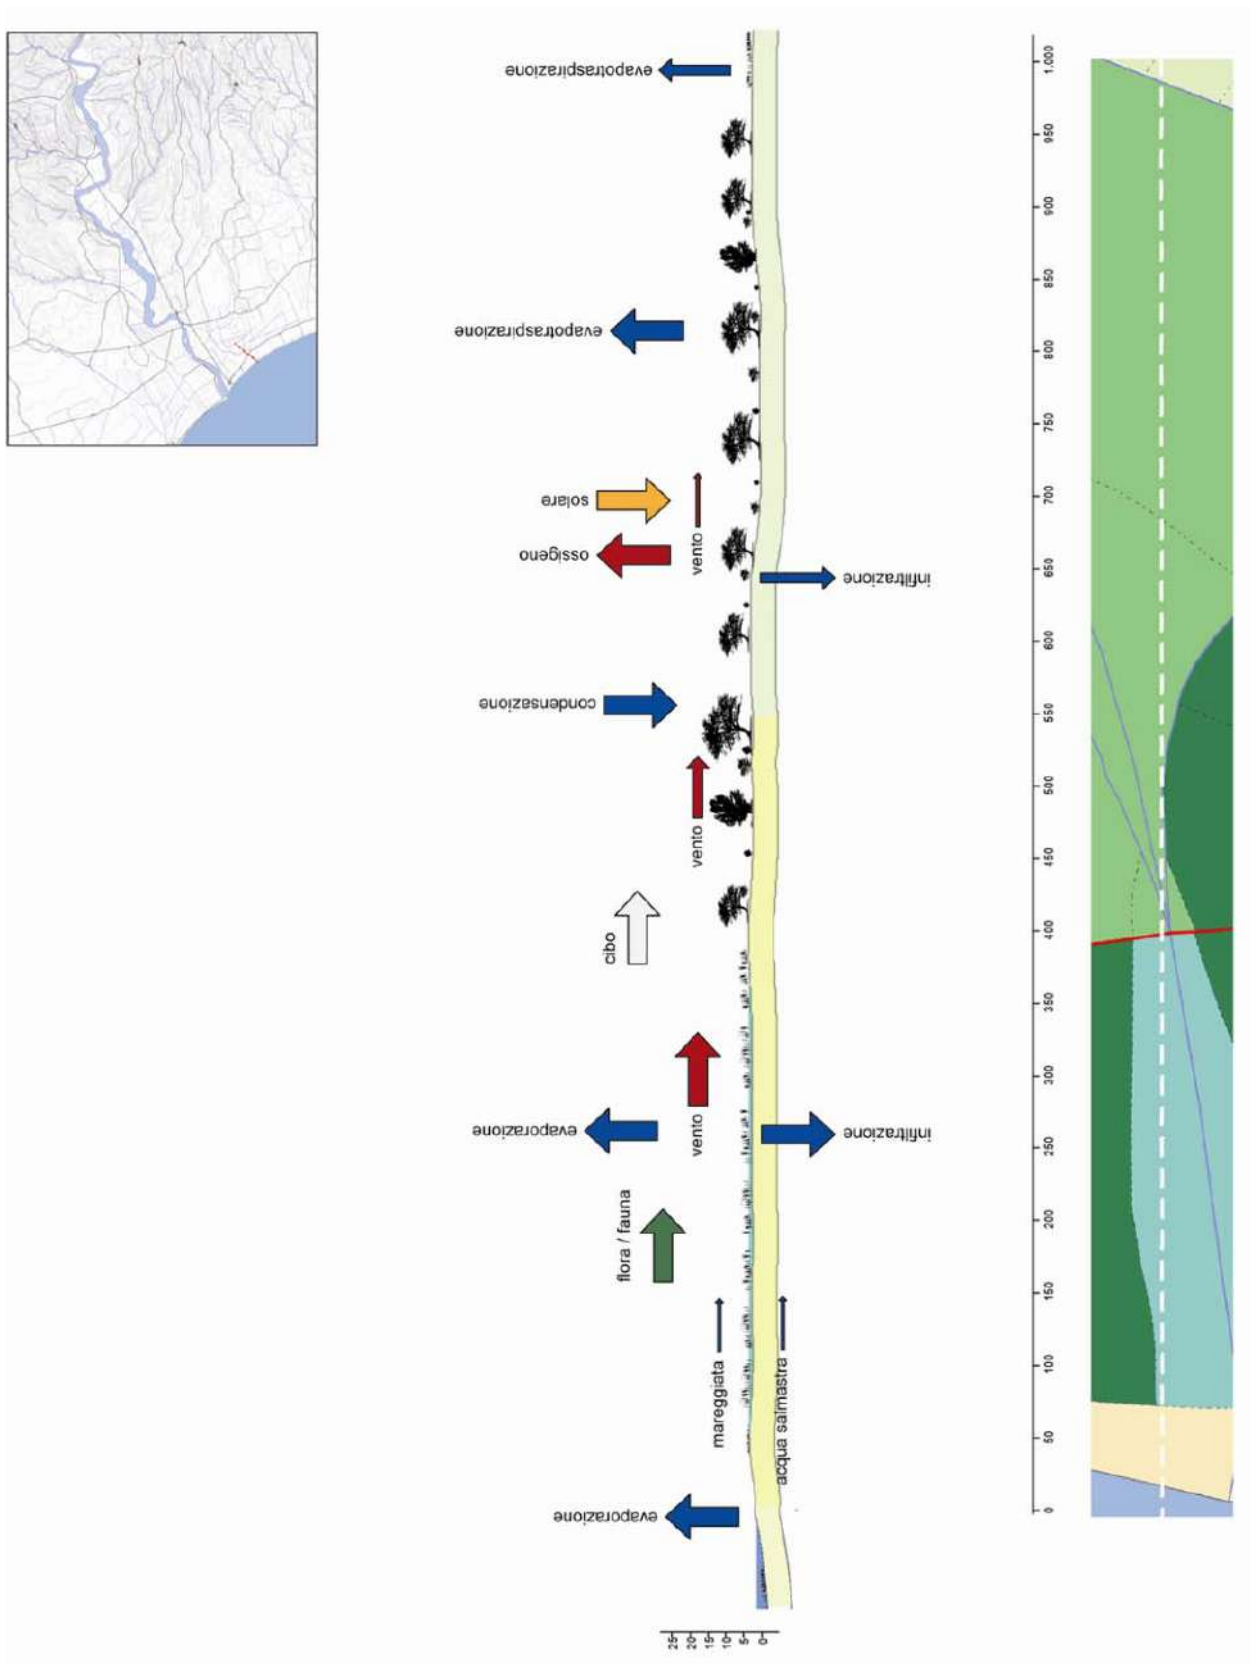 evaporazione
mareggiata
acqua salmastra
flora / fauna
evaporazione
vento
infiltrazione
cibo
vento
condensazione
ossigeno
vento
solare
infiltrazione
evapotraspirazione
evapotraspirazione
25
20
15
10
5
0
0 50 100 150 200 250 300 350 400 450 500 550 600 650 700 750 800 850 900 950 1.000